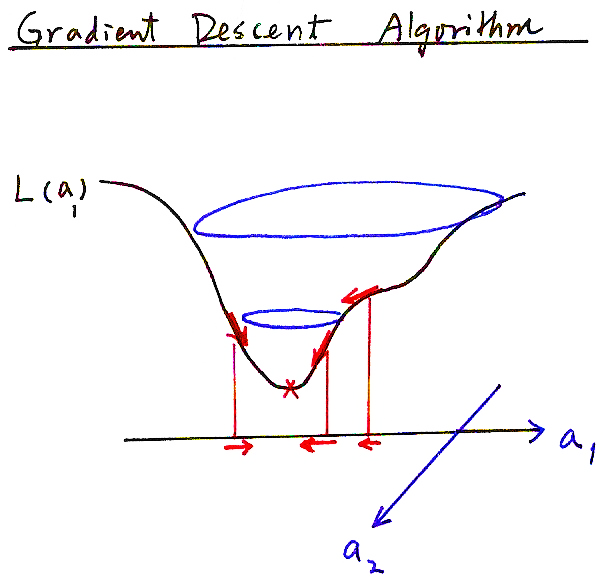 Gradient Descent Algorithm
L(a₁)
a₁
a₂